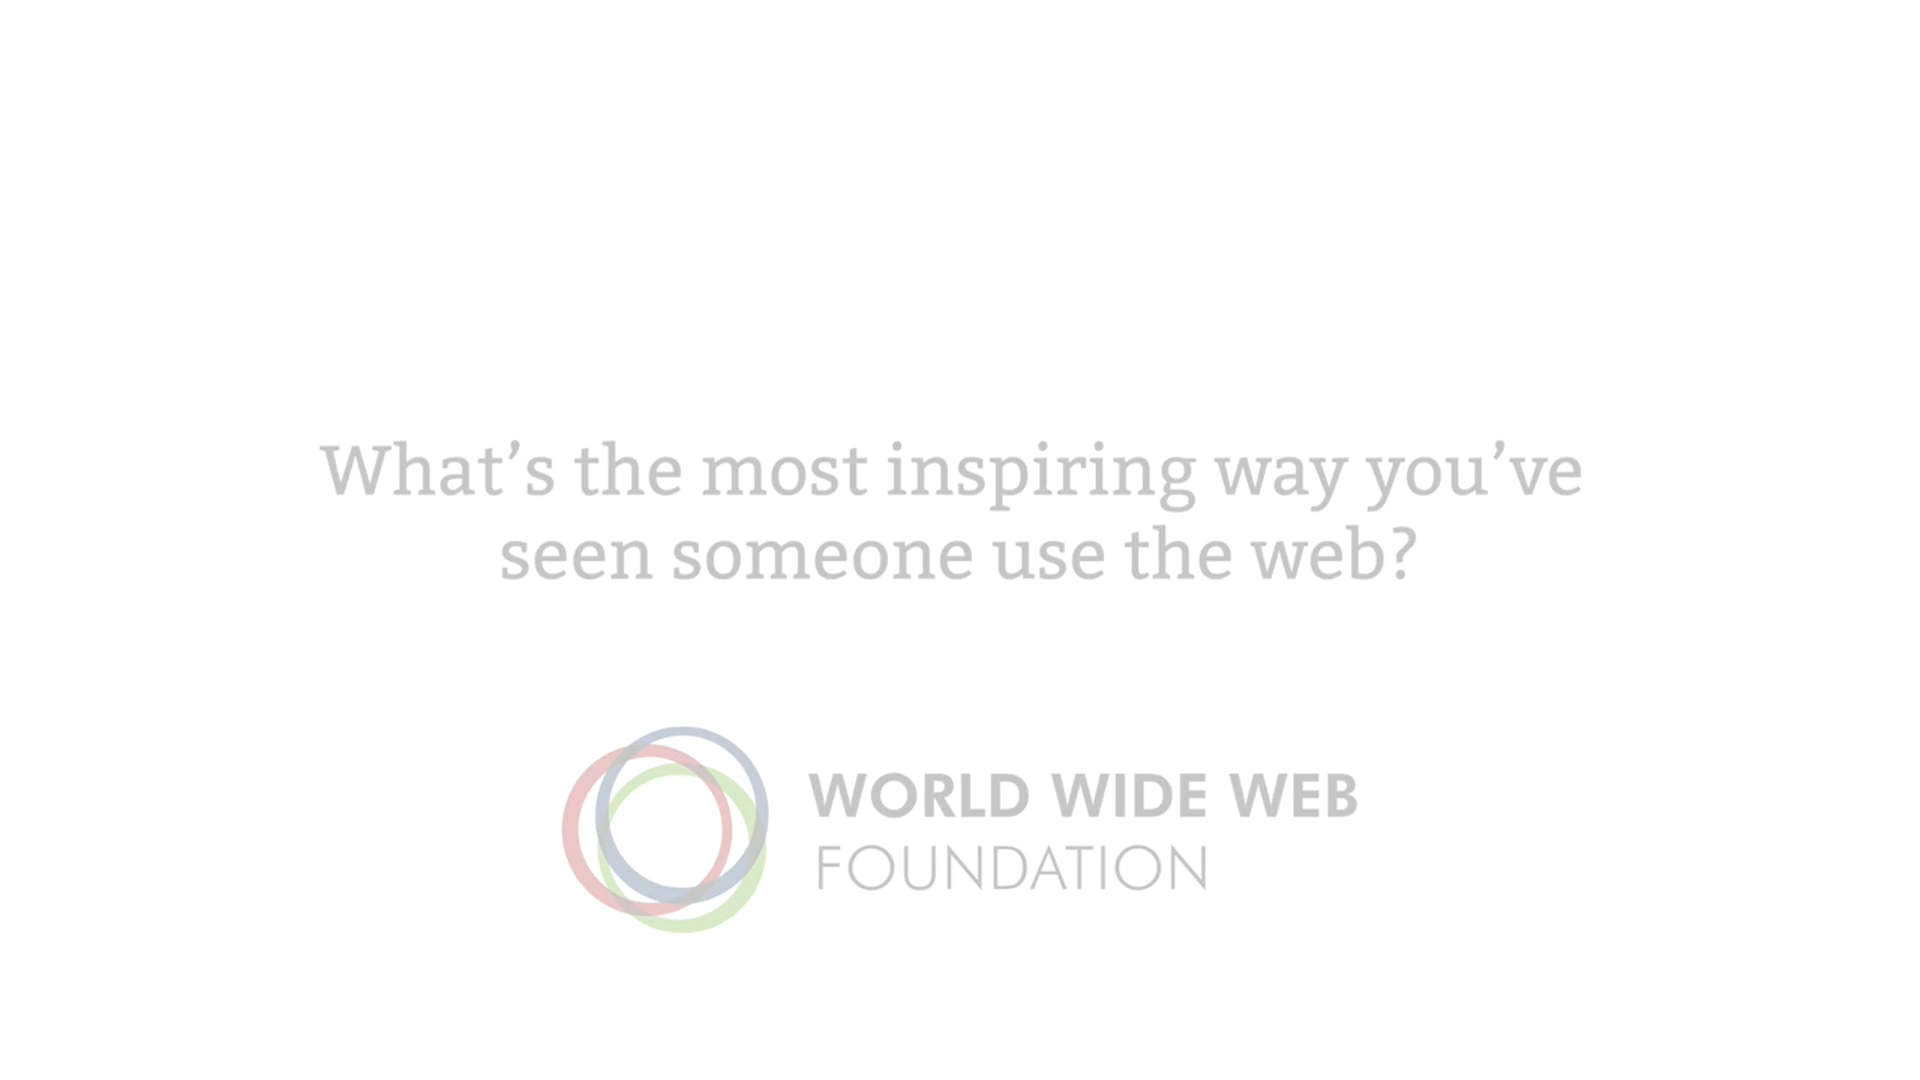 What’s the most inspiring way you’ve
seen someone use the web?
WORLD WIDE WEB
FOUNDATION